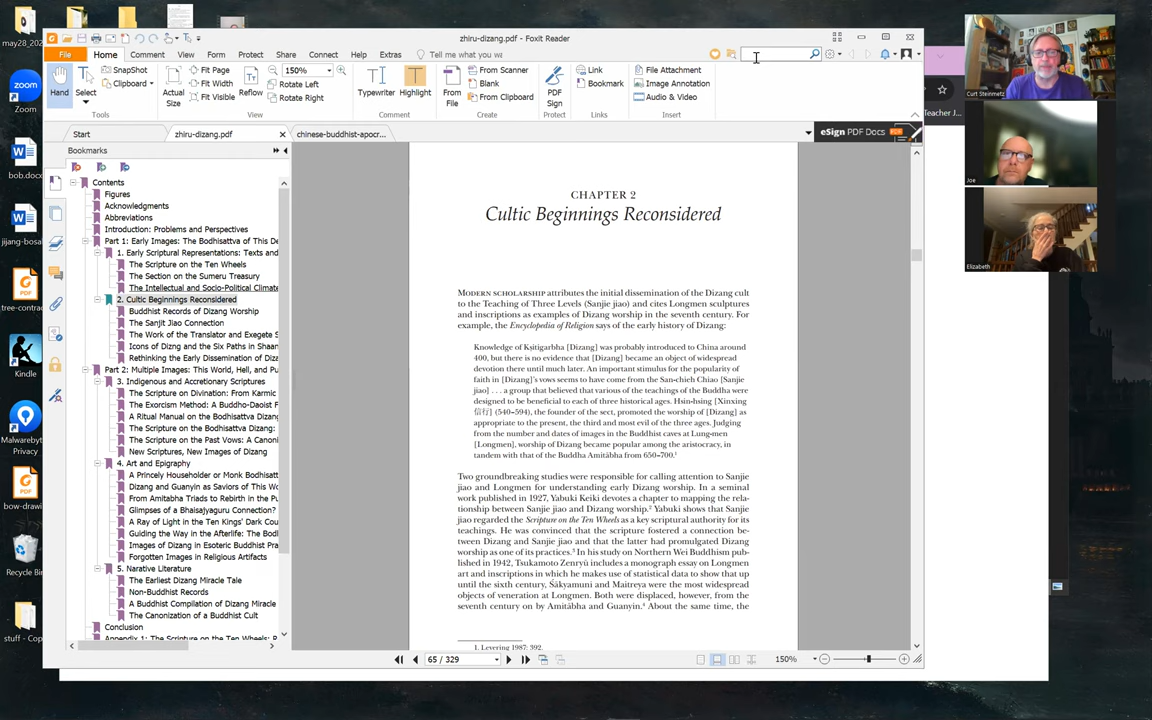 zhiru-dizang.pdf - Foxit Reader
File
Home
Comment
View
Form
Protect
Share
Connect
Help
Extras
Tell me what you wa
Hand
Select
SnapShot
Clipboard
Actual
Size
Fit Page
Fit Width
Fit Visible
Reflow
150%
Rotate Left
Rotate Right
Typewriter
Highlight
From
File
From Scanner
Blank
From Clipboard
PDF
Sign
Link
Bookmark
File Attachment
Image Annotation
Audio & Video
Tools
View
Comment
Create
Protect
Links
Insert
Start
zhiru-dizang.pdf
chinese-buddhist-apocr...
eSign PDF Docs
Bookmarks
Contents
Figures
Acknowledgments
Abbreviations
Introduction: Problems and Perspectives
Part 1: Early Images: The Bodhisattva of This De
1. Early Scriptural Representations: Texts and
The Scripture on the Ten Wheels
The Section on the Sumeru Treasury
The Intellectual and Socio-Political Climate
2. Cultic Beginnings Reconsidered
Buddhist Records of Dizang Worship
The Sanjit Jiao Connection
The Work of the Translator and Exegete S
Icons of Dizng and the Six Paths in Shaan
Rethinking the Early Dissemination of Diza
Part 2: Multiple Images: This World, Hell, and Pu
3. Indigenous and Accretionary Scriptures
The Scripture on Divination: From Karmic
The Exorcism Method: A Buddho-Daoist F
A Ritual Manual on the Bodhisattva Dizang
The Scripture on the Bodhisattva Dizang:
The Scripture on the Past Vows: A Canoni
New Scriptures, New Images of Dizang
4. Art and Epigraphy
A Princely Householder or Monk Bodhisatt
Dizang and Guanyin as Saviors of This Wo
From Amitabha Triads to Rebirth in the Pu
Glimpses of a Bhaisajyaguru Connection?
A Ray of Light in the Ten Kings' Dark Cou
Guiding the Way in the Afterlife: The Bodl
Images of Dizang in Esoteric Buddhist Pra
Forgotten Images in Religious Artifacts
5. Narrative Literature
The Earliest Dizang Miracle Tale
Non-Buddhist Records
A Buddhist Compilation of Dizang Miracle
The Canonization of a Buddhist Cult
Conclusion
Appendix 1: The Scripture on the Ten Wheels: P
CHAPTER 2
Cultic Beginnings Reconsidered
MODERN SCHOLARSHIP attributes the initial dissemination of the Dizang cult
to the Teaching of Three Levels (Sanjie jiao) and cites Longmen sculptures
and inscriptions as examples of Dizang worship in the seventh century. For
example, the Encyclopedia of Religion says of the early history of Dizang:
Knowledge of Kṣitigarbha [Dizang] was probably introduced to China around
400, but there is no evidence that [Dizang] became an object of widespread
devotion there until much later. An important stimulus for the popularity of
faith in [Dizang]'s vows seems to have come from the San-chieh Chiao [Sanjie
jiao] . . . a group that believed that various of the teachings of the Buddha were
designed to be beneficial to each of three historical ages. Hsin-hsing [Xinxing
信行] (540–594), the founder of the sect, promoted the worship of [Dizang] as
appropriate to the present, the third and most evil of the three ages. Judging
from the number and dates of images in the Buddhist caves at Lung-men
[Longmen], worship of Dizang became popular among the aristocracy, in
tandem with that of the Buddha Amitābha from 650–700.¹
Two groundbreaking studies were responsible for calling attention to Sanjie
jiao and Longmen for understanding early Dizang worship. In a seminal
work published in 1927, Yabuki Keiki devotes a chapter to mapping the rela-
tionship between Sanjie jiao and Dizang worship.² Yabuki shows that Sanjie
jiao regarded the Scripture on the Ten Wheels as a key scriptural authority for its
teachings. He was convinced that the scripture fostered a connection be-
tween Dizang and Sanjie jiao and that the latter had promulgated Dizang
worship as one of its practices.³ In his study on Northern Wei Buddhism pub-
lished in 1942, Tsukamoto Zenryū includes a monograph essay on Longmen
art and inscriptions in which he makes use of statistical data to show that up
until the sixth century, Śākyamuni and Maitreya were the most widespread
objects of veneration at Longmen. Both were displaced, however, from the
seventh century on by Amitābha and Guanyin.⁴ About the same time, the
1. Levering 1987: 392.
65 / 329
150%
Curt Steinmetz
Joe
Elizabeth
Teacher J...
may28_202
Zoom
bob.docx
jijang-bosa
tree-contrac
Kindle
Malwareby
Privacy
bow-drawi
Recycle Bin
stuff - Cop